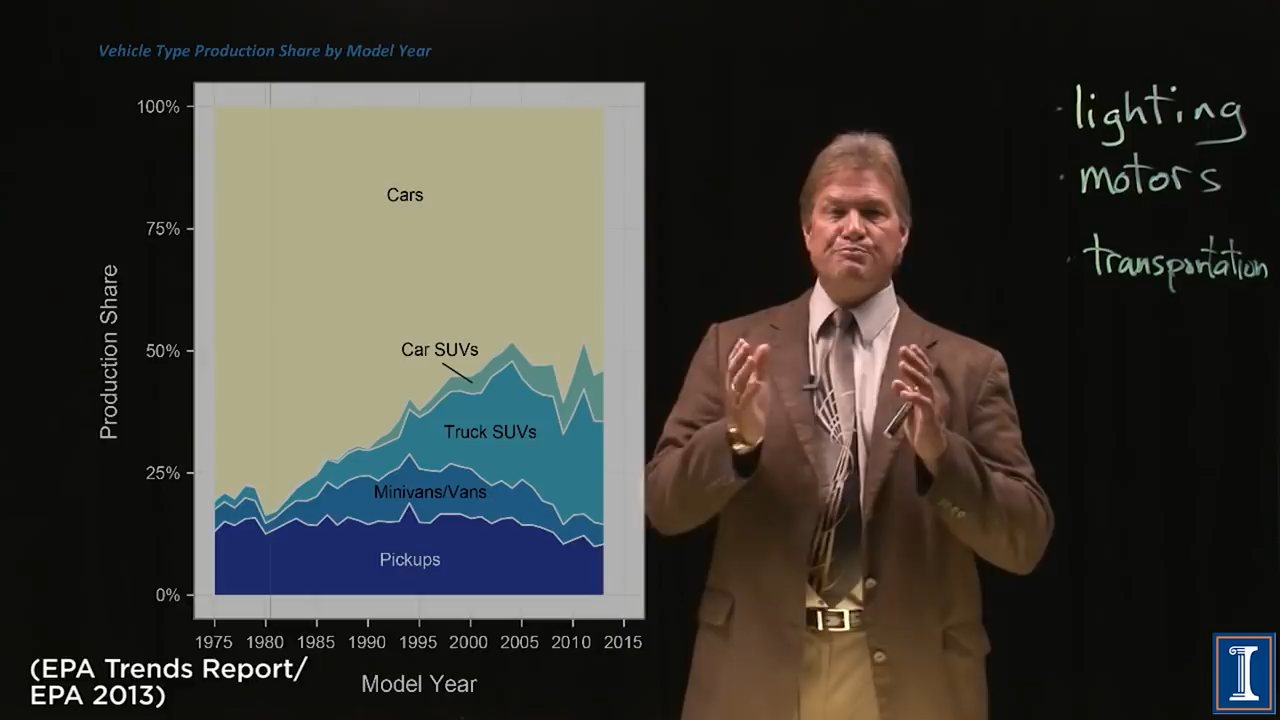 Vehicle Type Production Share by Model Year
100%
75%
50%
25%
0%
Production Share
Cars
Car SUVs
Truck SUVs
Minivans/Vans
Pickups
1975 1980 1985 1990 1995 2000 2005 2010 2015
Model Year
(EPA Trends Report/
EPA 2013)
· lighting
· motors
· transportation
I